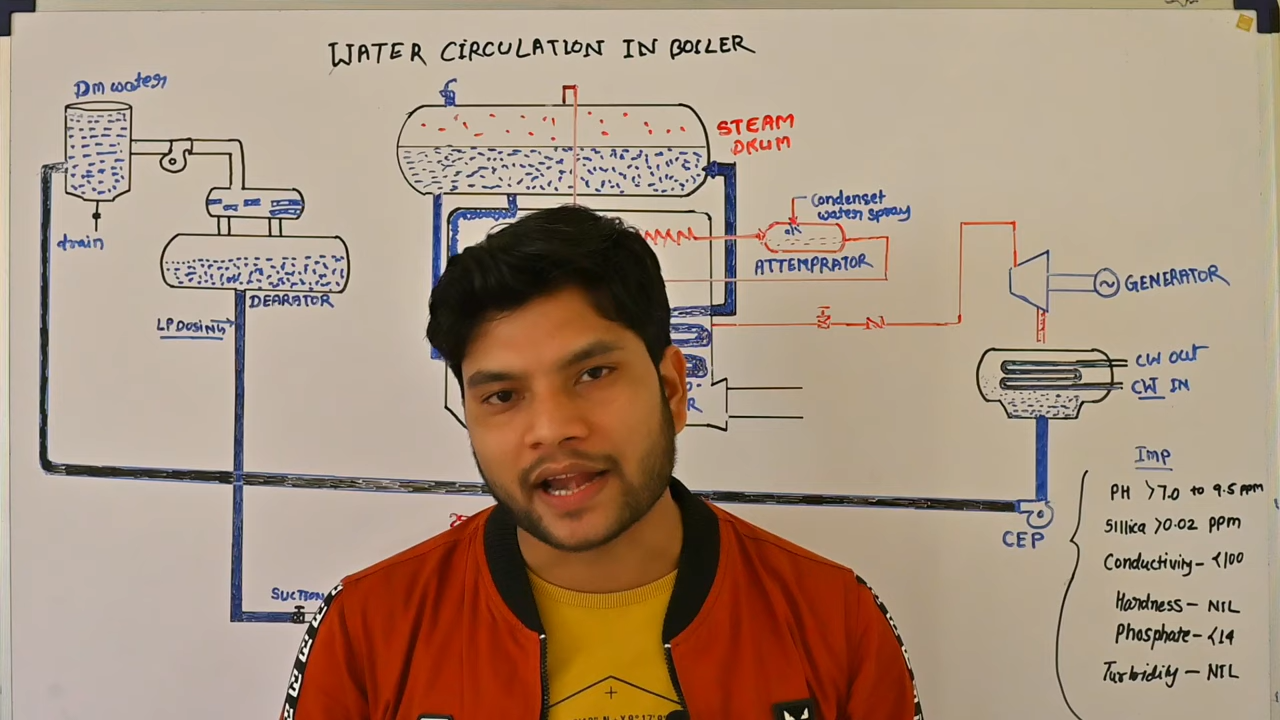 WATER CIRCULATION IN BOILER
DM water
drain
DEARATOR
LP DOSING
SUCTION
STEAM
DRUM
Condenset
water spray
ATTEMPRATOR
GENERATOR
CW OUT
CW IN
CEP
Imp
PH >7.0 to 9.5 ppm
Sillica >0.02 ppm
Conductivity - <100
Hardness - NIL
Phosphate - <14
Turbidity - NIL